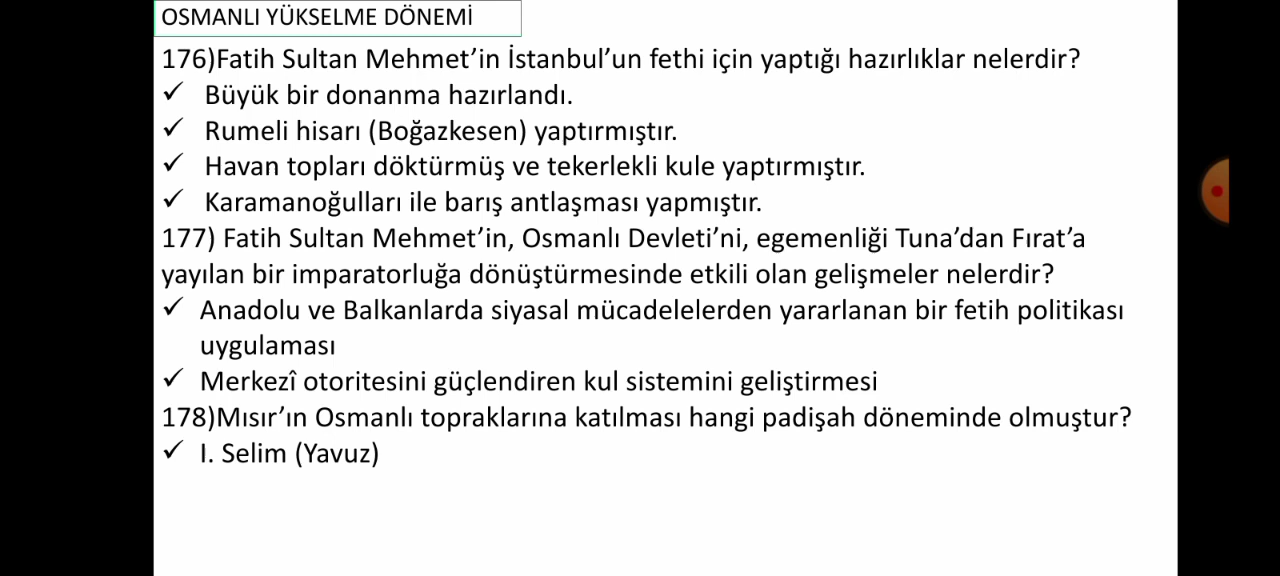 OSMANLI YÜKSELME DÖNEMİ
176)Fatih Sultan Mehmet’in İstanbul’un fethi için yaptığı hazırlıklar nelerdir?
✓ Büyük bir donanma hazırlandı.
✓ Rumeli hisarı (Boğazkesen) yaptırmıştır.
✓ Havan topları döktürmüş ve tekerlekli kule yaptırmıştır.
✓ Karamanoğulları ile barış antlaşması yapmıştır.
177) Fatih Sultan Mehmet’in, Osmanlı Devleti’ni, egemenliği Tuna’dan Fırat’a
yayılan bir imparatorluğa dönüştürmesinde etkili olan gelişmeler nelerdir?
✓ Anadolu ve Balkanlarda siyasal mücadelelerden yararlanan bir fetih politikası
uygulaması
✓ Merkezî otoritesini güçlendiren kul sistemini geliştirmesi
178)Mısır’ın Osmanlı topraklarına katılması hangi padişah döneminde olmuştur?
✓ I. Selim (Yavuz)